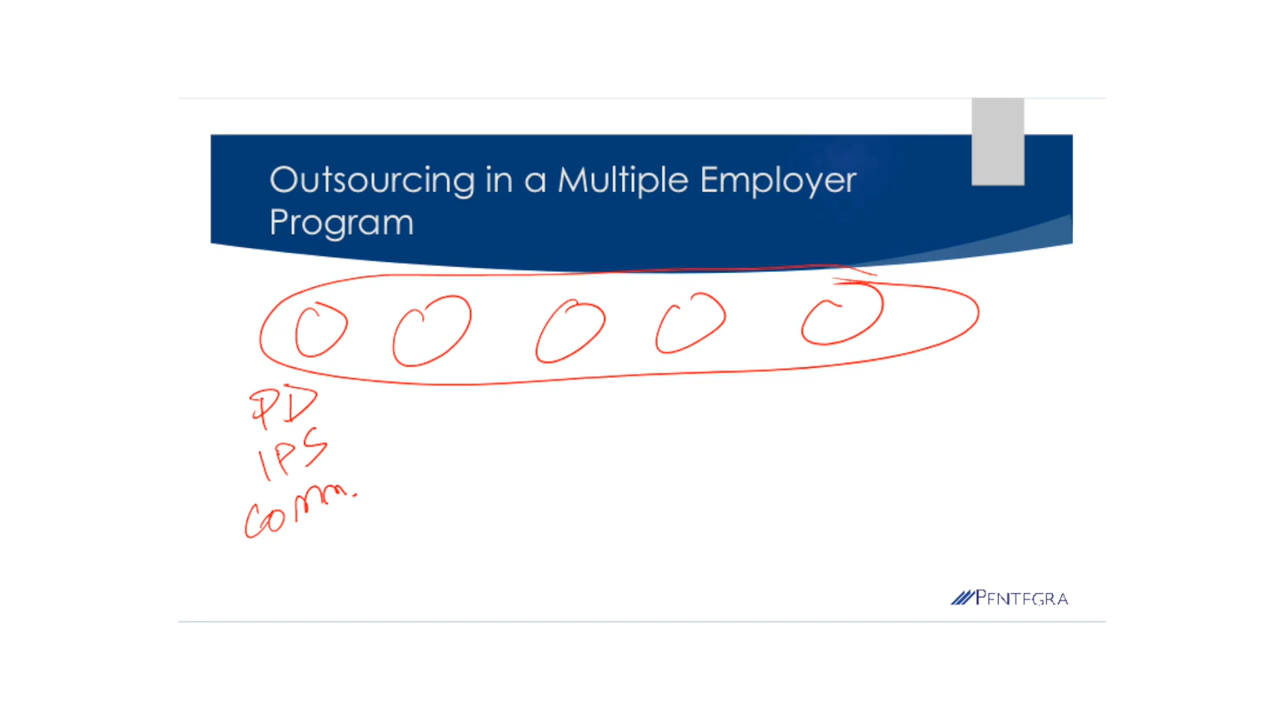 Outsourcing in a Multiple Employer
Program
PD
IPS
Comm.
PENTEGRA